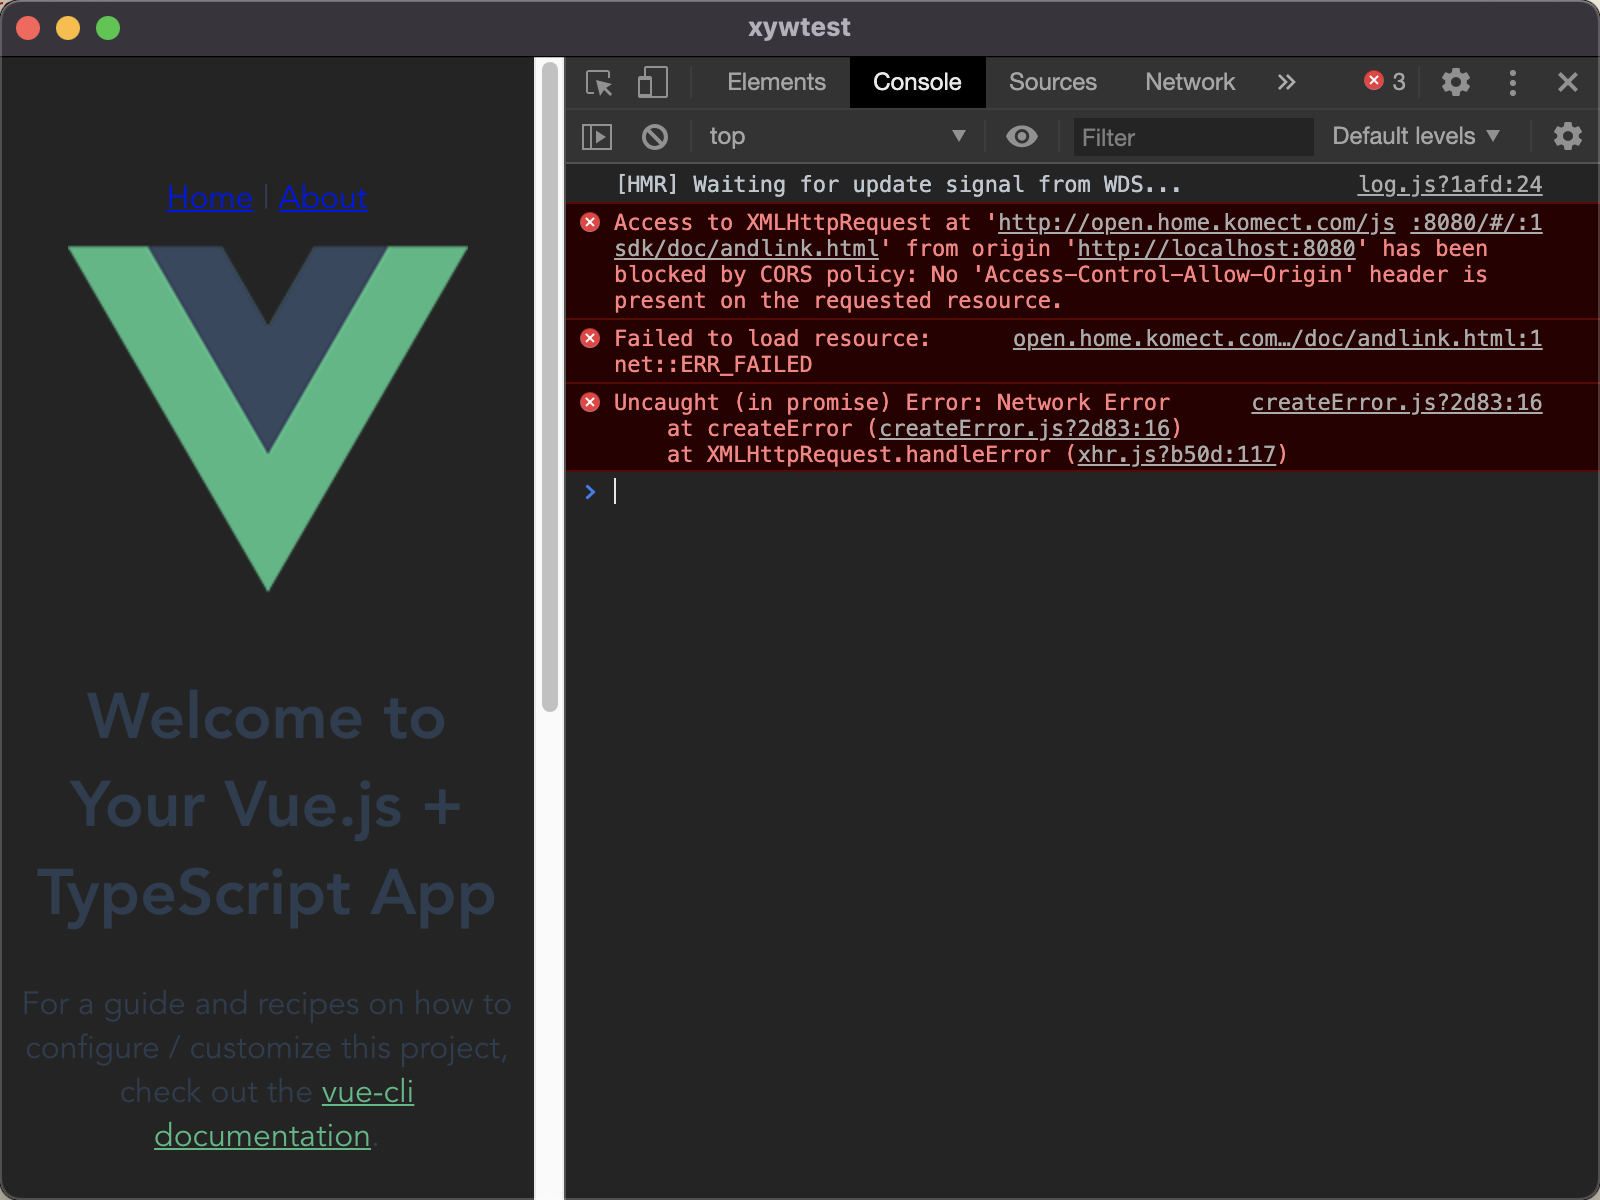 xywtest
Home | About
Welcome to
Your Vue.js +
TypeScript App
For a guide and recipes on how to
configure / customize this project,
check out the vue-cli
documentation.
Elements Console Sources Network » 3
top Filter Default levels
[HMR] Waiting for update signal from WDS... log.js?1afd:24
Access to XMLHttpRequest at 'http://open.home.komect.com/js :8080/#/:1
sdk/doc/andlink.html' from origin 'http://localhost:8080' has been
blocked by CORS policy: No 'Access-Control-Allow-Origin' header is
present on the requested resource.
Failed to load resource: open.home.komect.com…/doc/andlink.html:1
net::ERR_FAILED
Uncaught (in promise) Error: Network Error createError.js?2d83:16
at createError (createError.js?2d83:16)
at XMLHttpRequest.handleError (xhr.js?b50d:117)